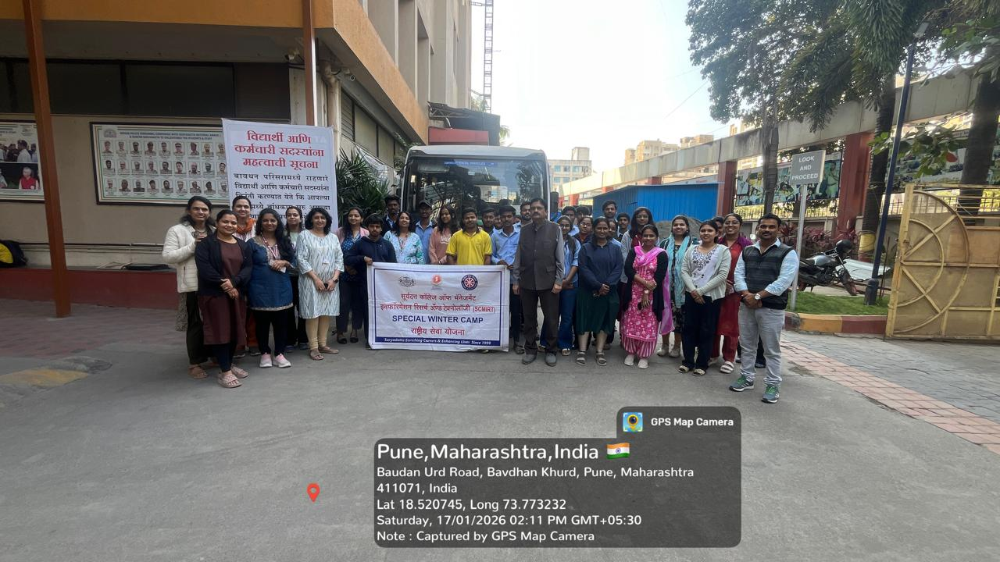 विद्यार्थी आणि
कर्मचारी सदस्यांना
महत्वाची सूचना
बावधन परिसरामध्ये राहणारे
विद्यार्थी आणि कर्मचारी सदस्यांना
करण्यात येते कि आपल्या
LOOK
AND
PROCEED
सूर्यदत्त कॉलेज ऑफ मॅनेजमेंट
इनफॉरमेशन रिसर्च अँण्ड टेक्नॉलॉजी (SCMIRT)
SPECIAL WINTER CAMP
राष्ट्रीय सेवा योजना
Suryadatta Enriching Careers & Enhancing Lives Since 1999
GPS Map Camera
Pune,Maharashtra,India
Baudan Urd Road, Bavdhan Khurd, Pune, Maharashtra
411071, India
Lat 18.520745, Long 73.773232
Saturday, 17/01/2026 02:11 PM GMT+05:30
Note : Captured by GPS Map Camera